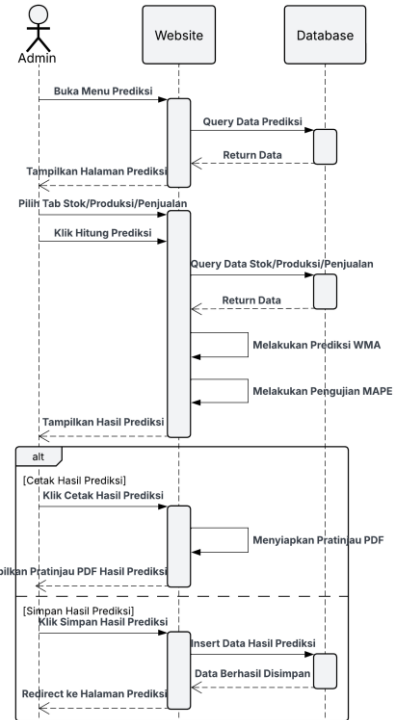 Website
Database
Admin
Buka Menu Prediksi
Query Data Prediksi
Return Data
Tampilkan Halaman Prediksi
Pilih Tab Stok/Produksi/Penjualan
Klik Hitung Prediksi
Query Data Stok/Produksi/Penjualan
Return Data
Melakukan Prediksi WMA
Melakukan Pengujian MAPE
Tampilkan Hasil Prediksi
alt
[Cetak Hasil Prediksi]
Klik Cetak Hasil Prediksi
Menyiapkan Pratinjau PDF
pilkan Pratinjau PDF Hasil Prediksi
[Simpan Hasil Prediksi]
Klik Simpan Hasil Prediksi
Insert Data Hasil Prediksi
Data Berhasil Disimpan
Redirect ke Halaman Prediksi